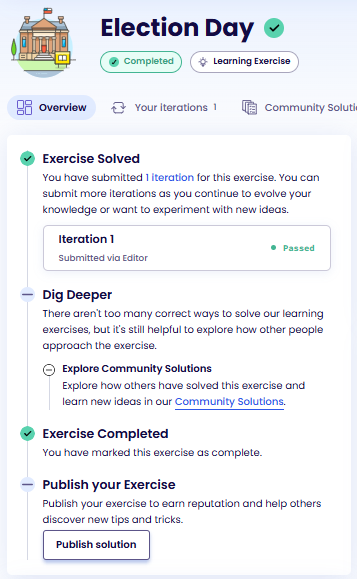 Election Day
Completed
Learning Exercise
Overview
Your iterations 1
Community
Exercise Solved
You have submitted 1 iteration for this exercise. You can
submit more iterations as you continue to evolve your
knowledge or want to experiment with new ideas.
Iteration 1
Passed
Submitted via Editor
Dig Deeper
There aren't too many correct ways to solve our learning
exercises, but it's still helpful to explore how other people
approach the exercise.
Explore Community Solutions
Explore how others have solved this exercise and
learn new ideas in our Community Solutions.
Exercise Completed
You have marked this exercise as complete.
Publish your Exercise
Publish your exercise to earn reputation and help others
discover new tips and tricks.
Publish solution